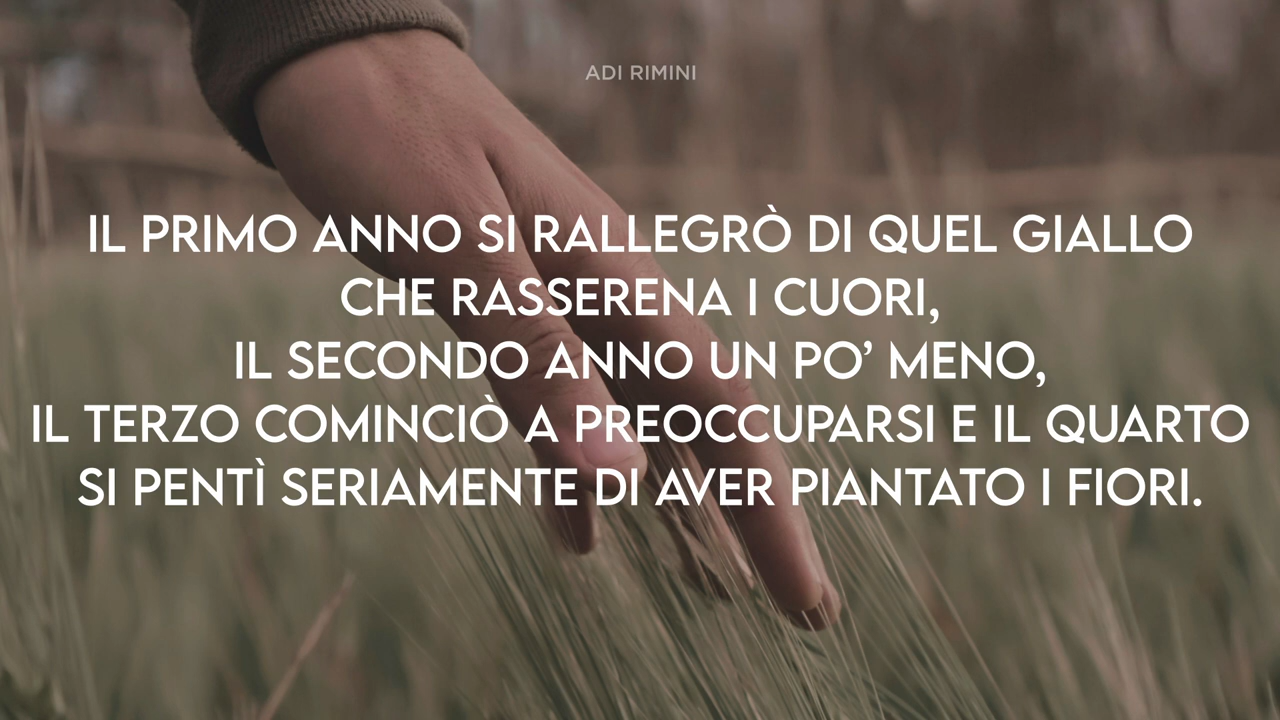 ADI RIMINI
IL PRIMO ANNO SI RALLEGRÒ DI QUEL GIALLO
CHE RASSERENA I CUORI,
IL SECONDO ANNO UN PO’ MENO,
IL TERZO COMINCIÒ A PREOCCUPARSI E IL QUARTO
SI PENTÌ SERIAMENTE DI AVER PIANTATO I FIORI.